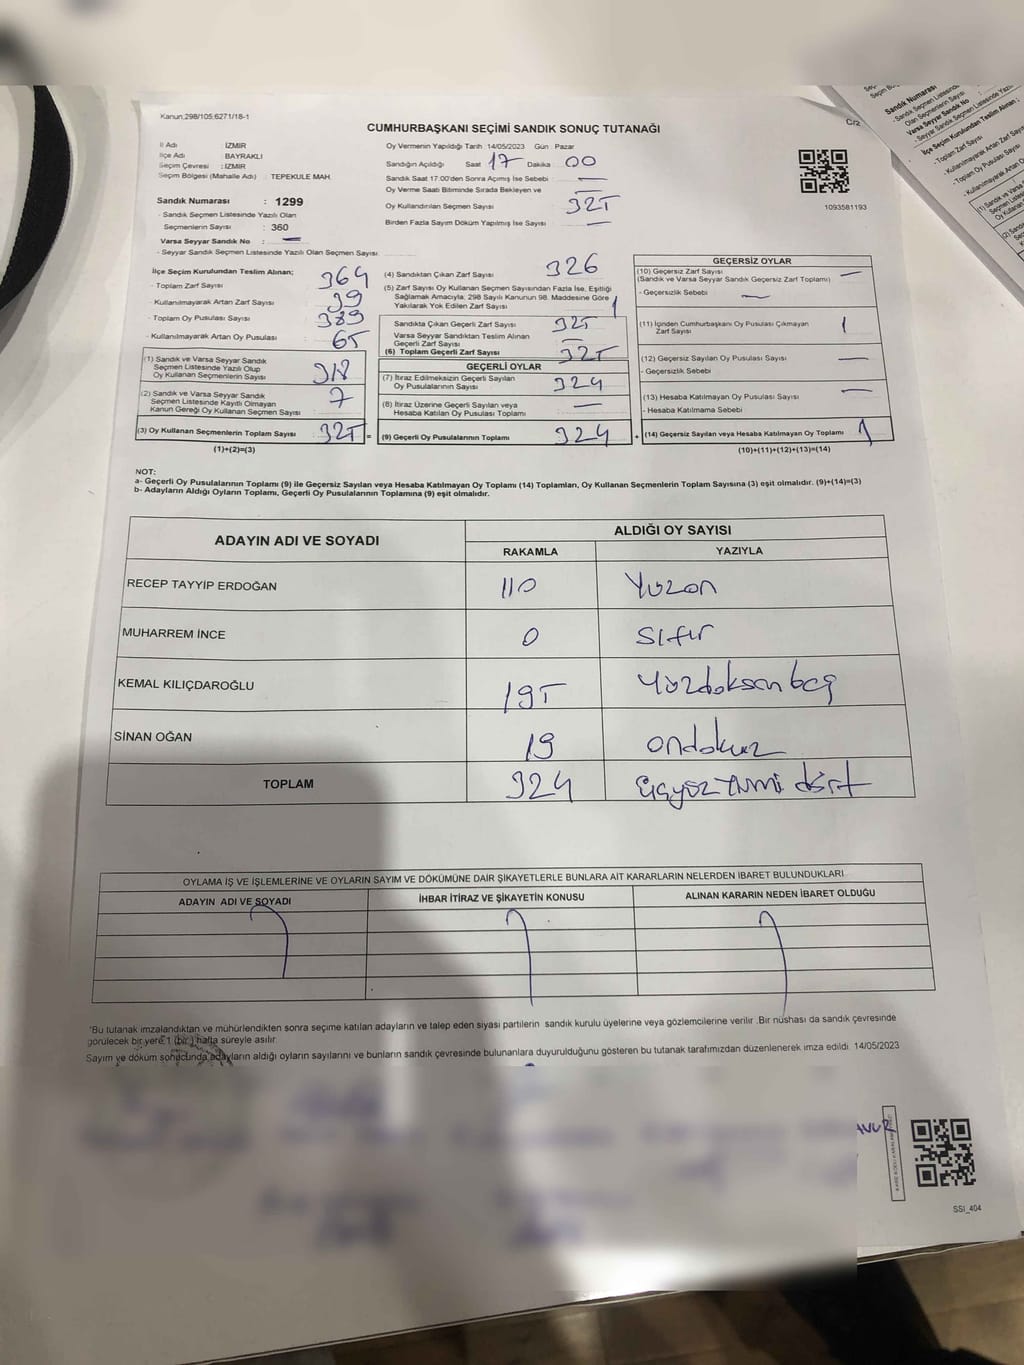 Kanun;298/105;6271/18-1
C/2
CUMHURBAŞKANI SEÇİMİ SANDIK SONUÇ TUTANAĞI
İl Adı : İZMİR
İlçe Adı : BAYRAKLI
Seçim Çevresi : İZMİR
Seçim Bölgesi (Mahalle Adı) : TEPEKULE MAH.
Sandık Numarası : 1299
- Sandık Seçmen Listesinde Yazılı Olan
Seçmenlerin Sayısı : 360
Varsa Seyyar Sandık No : —
- Seyyar Sandık Seçmen Listesinde Yazılı Olan Seçmen Sayısı:
Oy Vermenin Yapıldığı Tarih :14/05/2023 Gün : Pazar
Sandığın Açıldığı Saat 17 Dakika : 00
Sandık Saat 17:00'den Sonra Açımış İse Sebebi : —
Oy Verme Saati Bitiminde Sırada Bekleyen ve
Oy Kullandırılan Seçmen Sayısı : —
325
Birden Fazla Sayım Döküm Yapılmış İse Sayısı : —
1093581193
İlçe Seçim Kurulundan Teslim Alınan;
- Toplam Zarf Sayısı : 364
- Kullanılmayarak Artan Zarf Sayısı : 39
- Toplam Oy Pusulası Sayısı : 389
- Kullanılmayarak Artan Oy Pusulası : 65
(1) Sandık ve Varsa Seyyar Sandık
Seçmen Listesinde Yazılı Olup
Oy Kullanan Seçmenlerin Sayısı : 318
(2) Sandık ve Varsa Seyyar Sandık
Seçmen Listesinde Kayıtlı Olmayan
Kanun Gereği Oy Kullanan Seçmen Sayısı : 7
(3) Oy Kullanan Seçmenlerin Toplam Sayısı : 325 =
(1)+(2)=(3)
(4) Sandıktan Çıkan Zarf Sayısı : 326
(5) Zarf Sayısı Oy Kullanan Seçmen Sayısından Fazla İse, Eşitliği
Sağlamak Amacıyla; 298 Sayılı Kanunun 98. Maddesine Göre
Yakılarak Yok Edilen Zarf Sayısı : 1
Sandıkta Çıkan Geçerli Zarf Sayısı : 325
Varsa Seyyar Sandıktan Teslim Alınan
Geçerli Zarf Sayısı : —
(6) Toplam Geçerli Zarf Sayısı : 325
GEÇERLİ OYLAR
(7) İtiraz Edilmeksizin Geçerli Sayılan
Oy Pusulalarının Sayısı : 324
(8) İtiraz Üzerine Geçerli Sayılan veya
Hesaba Katılan Oy Pusulası Toplamı : —
(9) Geçerli Oy Pusulalarının Toplamı : 324 +
GEÇERSİZ OYLAR
(10) Geçersiz Zarf Sayısı : —
(Sandık ve Varsa Seyyar Sandık Geçersiz Zarf Toplamı)
- Geçersizlik Sebebi : —
(11) İçinden Cumhurbaşkanı Oy Pusulası Çıkmayan
Zarf Sayısı : 1
(12) Geçersiz Sayılan Oy Pusulası Sayısı : —
- Geçersizlik Sebebi :
(13) Hesaba Katılmayan Oy Pusulası Sayısı : —
- Hesaba Katılmama Sebebi :
(14) Geçersiz Sayılan veya Hesaba Katılmayan Oy Toplamı : 1
(10)+(11)+(12)+(13)=(14)
NOT:
a- Geçerli Oy Pusulalarının Toplamı (9) ile Geçersiz Sayılan veya Hesaba Katılmayan Oy Toplamı (14) Toplamları, Oy Kullanan Seçmenlerin Toplam Sayısına (3) eşit olmalıdır. (9)+(14)=(3)
b- Adayların Aldığı Oyların Toplamı, Geçerli Oy Pusulalarının Toplamına (9) eşit olmalıdır.
ADAYIN ADI VE SOYADI
ALDIĞI OY SAYISI
RAKAMLA YAZIYLA
RECEP TAYYİP ERDOĞAN 110 Yüzon
MUHARREM İNCE 0 Sıfır
KEMAL KILIÇDAROĞLU 195 Yüzdoksanbeş
SİNAN OĞAN 19 ondokuz
TOPLAM 324 üçyüzyirmi dört
OYLAMA İŞ VE İŞLEMLERİNE VE OYLARIN SAYIM VE DÖKÜMÜNE DAİR ŞİKAYETLERLE BUNLARA AİT KARARLARIN NELERDEN İBARET BULUNDUKLARI
ADAYIN ADI VE SOYADI İHBAR İTİRAZ VE ŞİKAYETİN KONUSU ALINAN KARARIN NEDEN İBARET OLDUĞU
*Bu tutanak imzalandıktan ve mühürlendikten sonra seçime katılan adayların ve talep eden siyasi partilerin sandık kurulu üyelerine veya gözlemcilerine verilir .Bir nüshası da sandık çevresinde
görülecek bir yere 1 (bir ) hafta süreyle asılır.
Sayım ve döküm sonucunda adayların aldığı oyların sayılarını ve bunların sandık çevresinde bulunanlara duyurulduğunu gösteren bu tutanak tarafımızdan düzenlenerek imza edildi. 14/05/2023
SSI_404